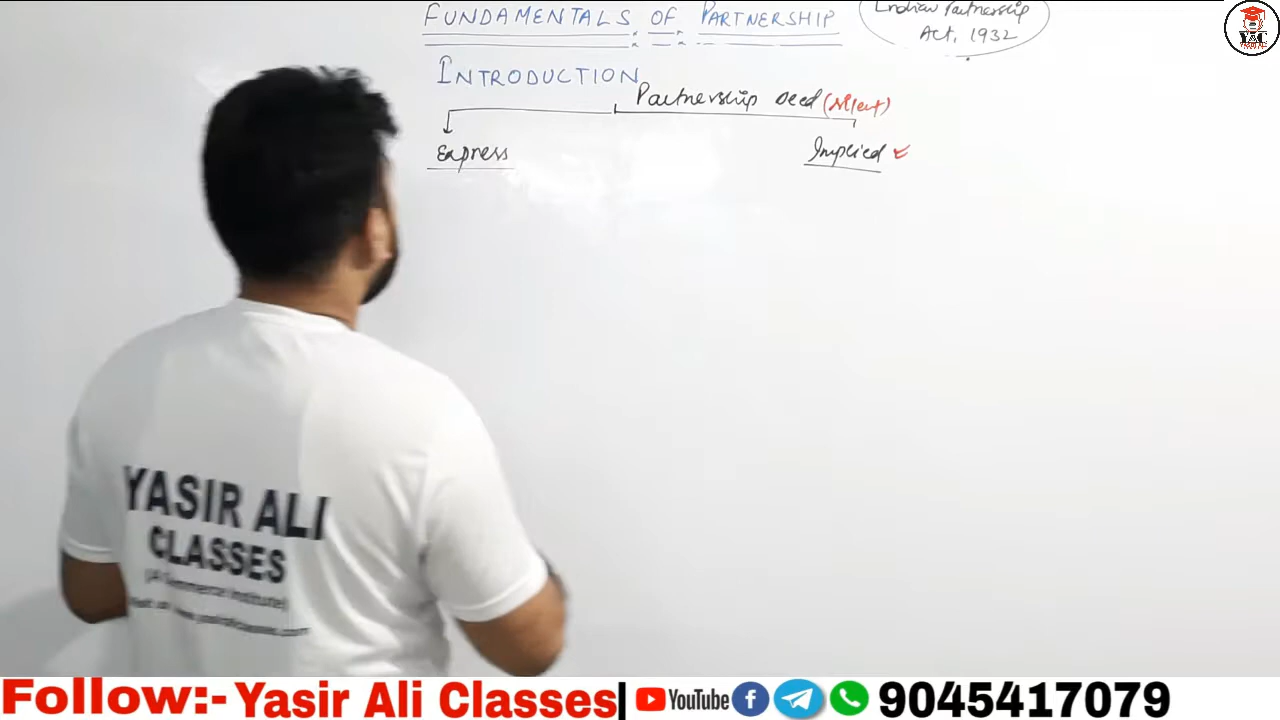 FUNDAMENTALS OF PARTNERSHIP
Indian Partnership
Act, 1932
INTRODUCTION
Partnership Deed (silent)
Express
Implied
YASIR ALI
CLASSES
Follow:- Yasir Ali Classes| YouTube 9045417079